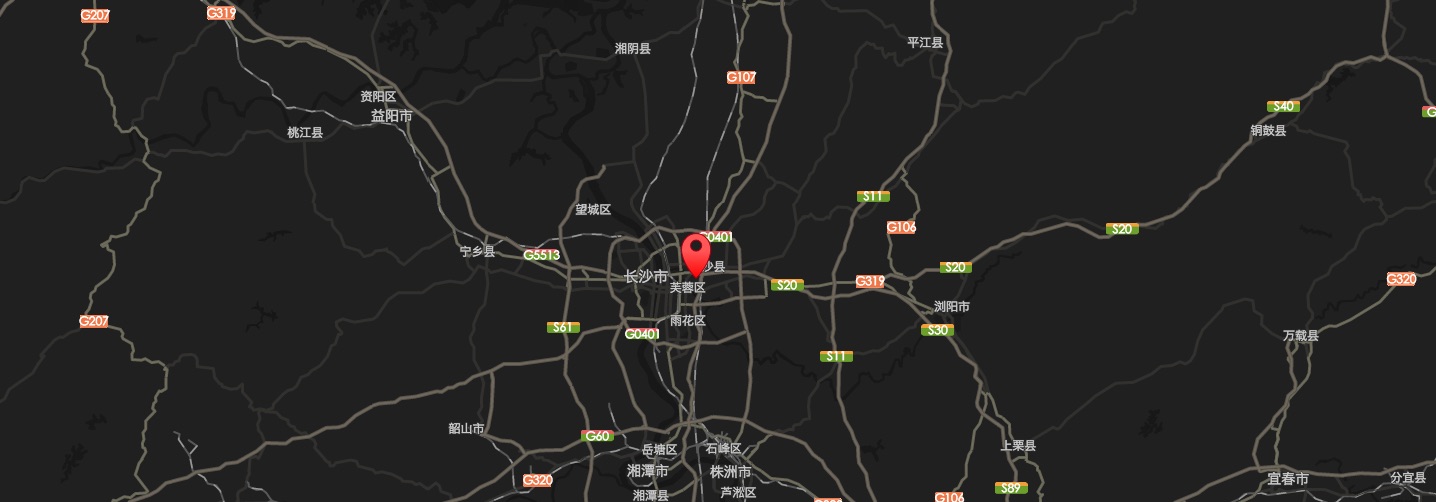 G207
G319
湘阴县
平江县
G107
资阳区
益阳市
桃江县
S40
铜鼓县
S11
望城区
G106
S20
宁乡县
G5513
G0401
长沙市
沙县
芙蓉区
S20
G319
S20
G320
浏阳市
G207
S61
G0401
雨花区
S30
万载县
S11
韶山市
G60
岳塘区
石峰区
上栗县
湘潭市
株洲市
G320
宜春市
分宜县
湘潭县
芦淞区
S89
G106